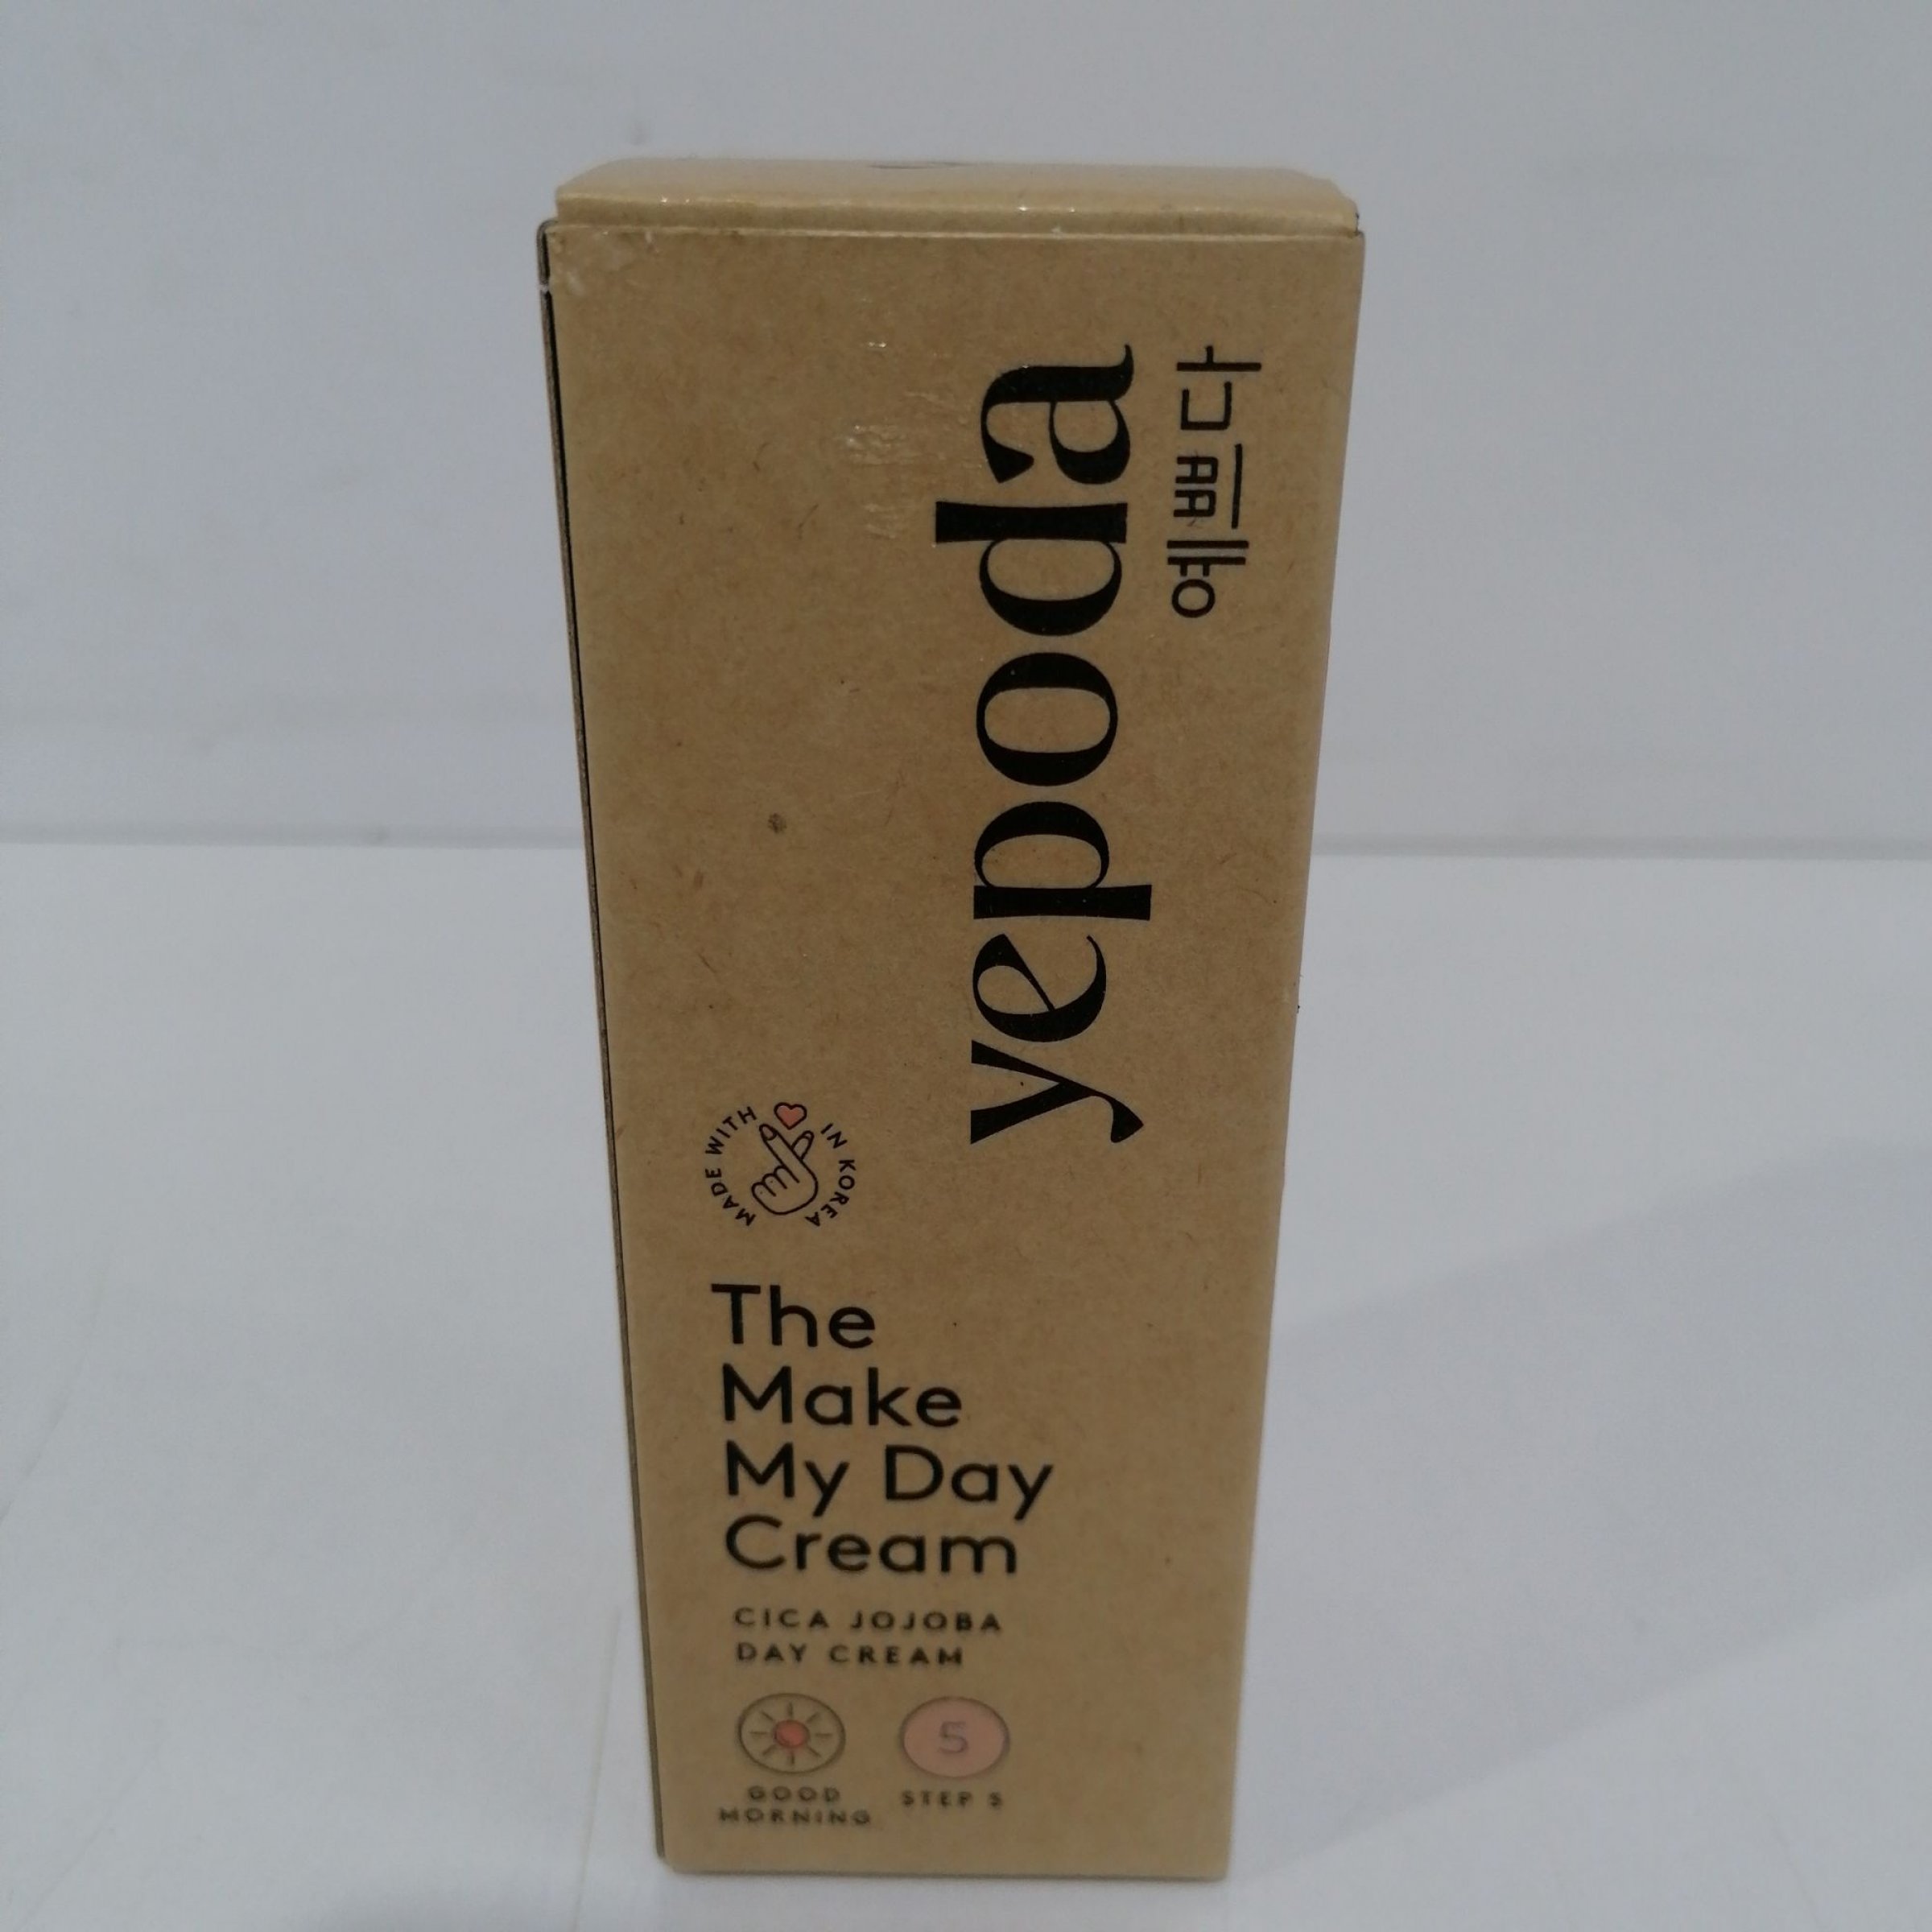 yepoda
예쁘다
MADE WITH
IN KOREA
The
Make
My Day
Cream
CICA JOJOBA
DAY CREAM
5
GOOD
MORNING
STEP 5